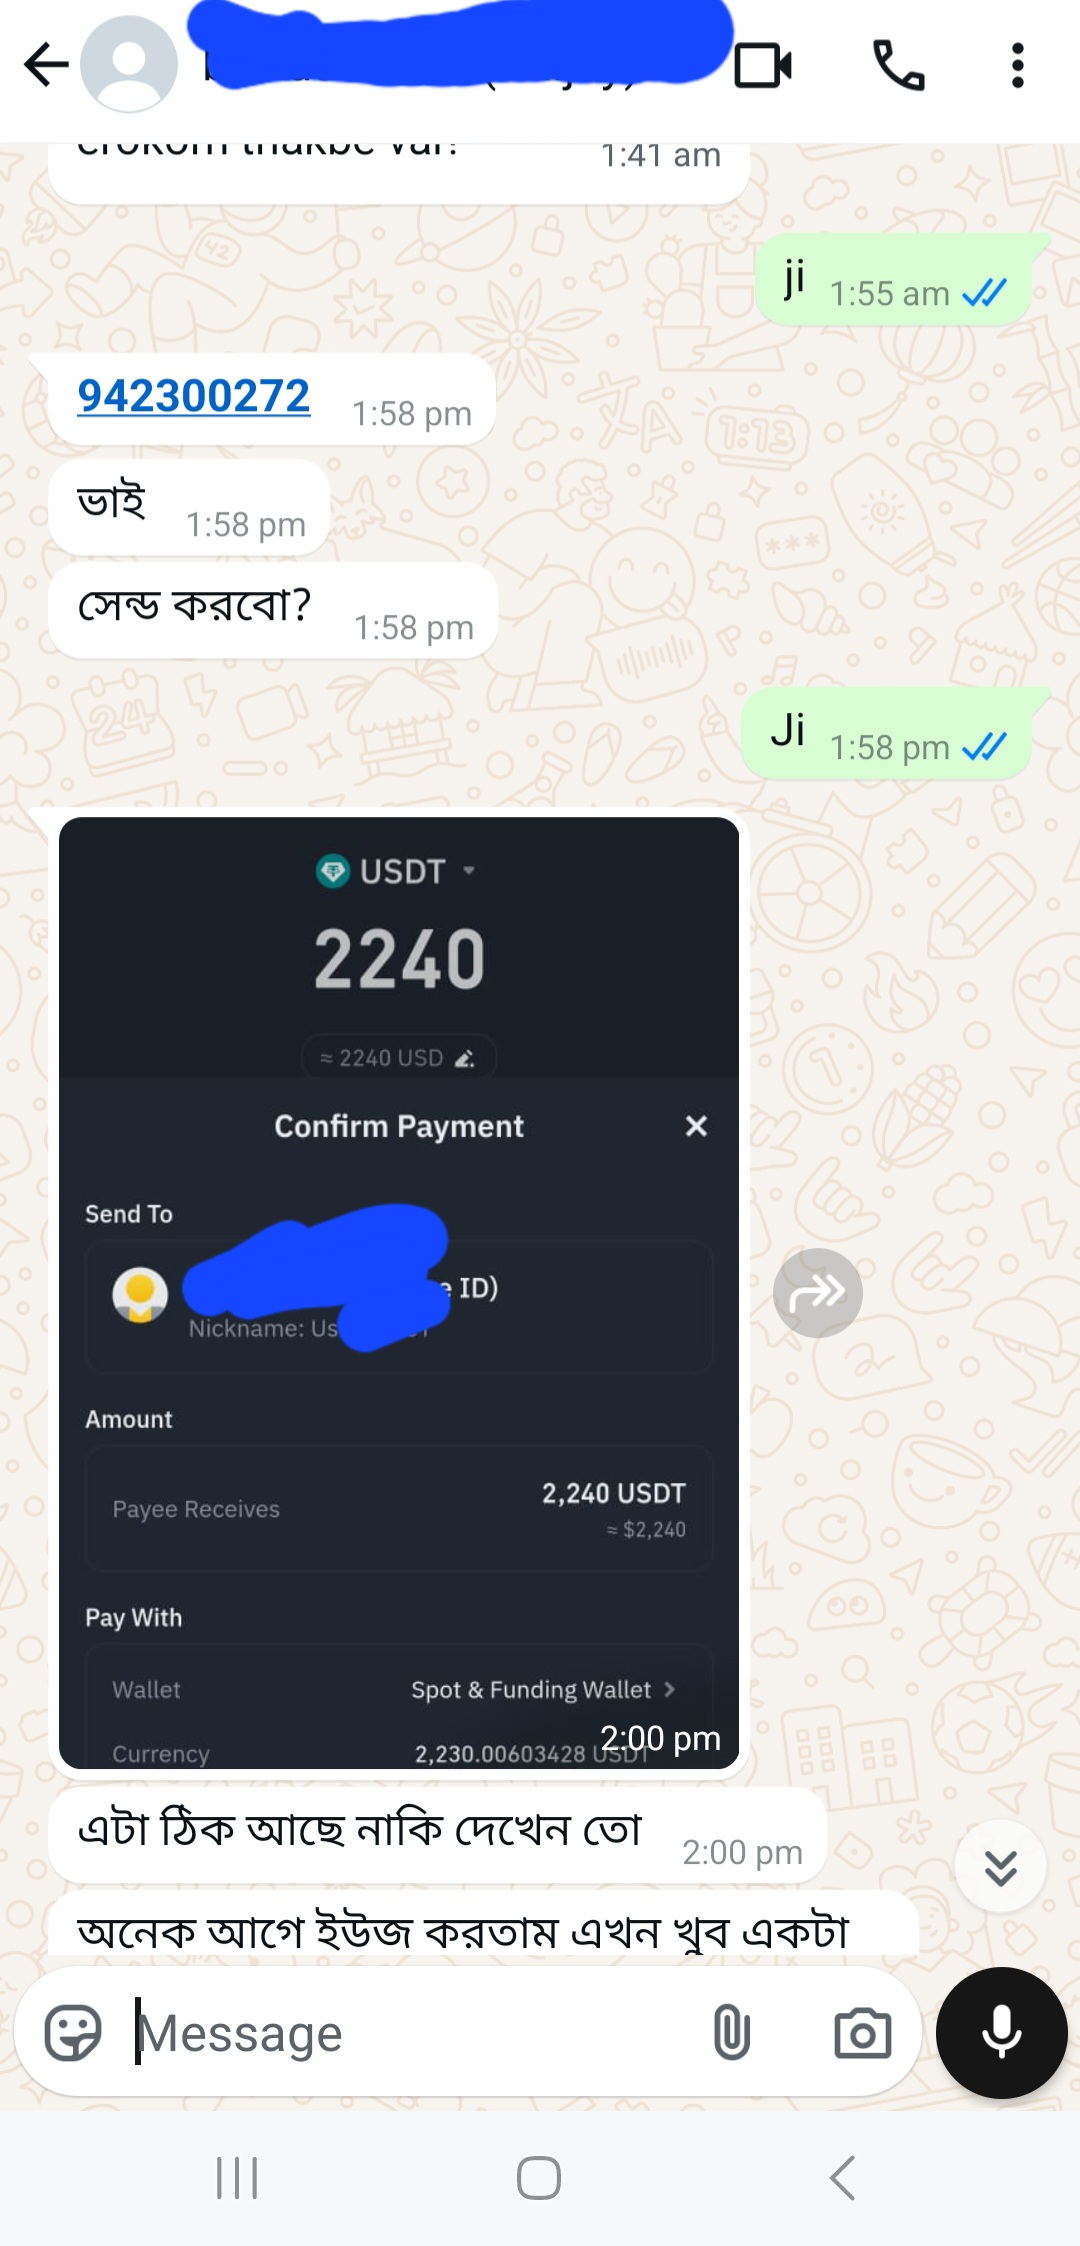 1:41 am
ji 1:55 am
942300272 1:58 pm
ভাই 1:58 pm
সেন্ড করবো? 1:58 pm
Ji 1:58 pm
USDT
2240
≈ 2240 USD
Confirm Payment
Send To
ID)
Nickname: Us
Amount
Payee Receives 2,240 USDT
≈ $2,240
Pay With
Wallet Spot & Funding Wallet
Currency 2,230.00603428 USDT
2:00 pm
এটা ঠিক আছে নাকি দেখেন তো 2:00 pm
অনেক আগে ইউজ করতাম এখন খুব একটা
Message